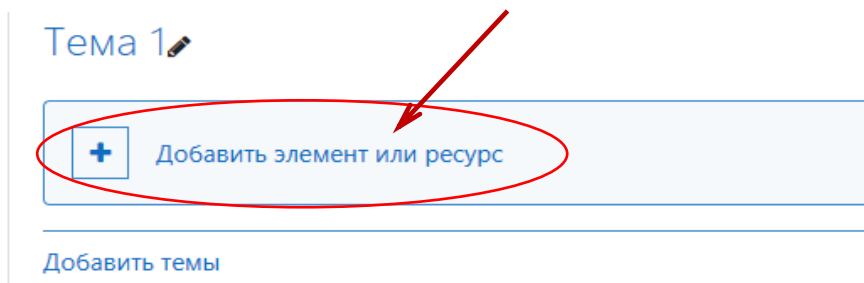 Тема 1
Добавить элемент или ресурс
Добавить темы